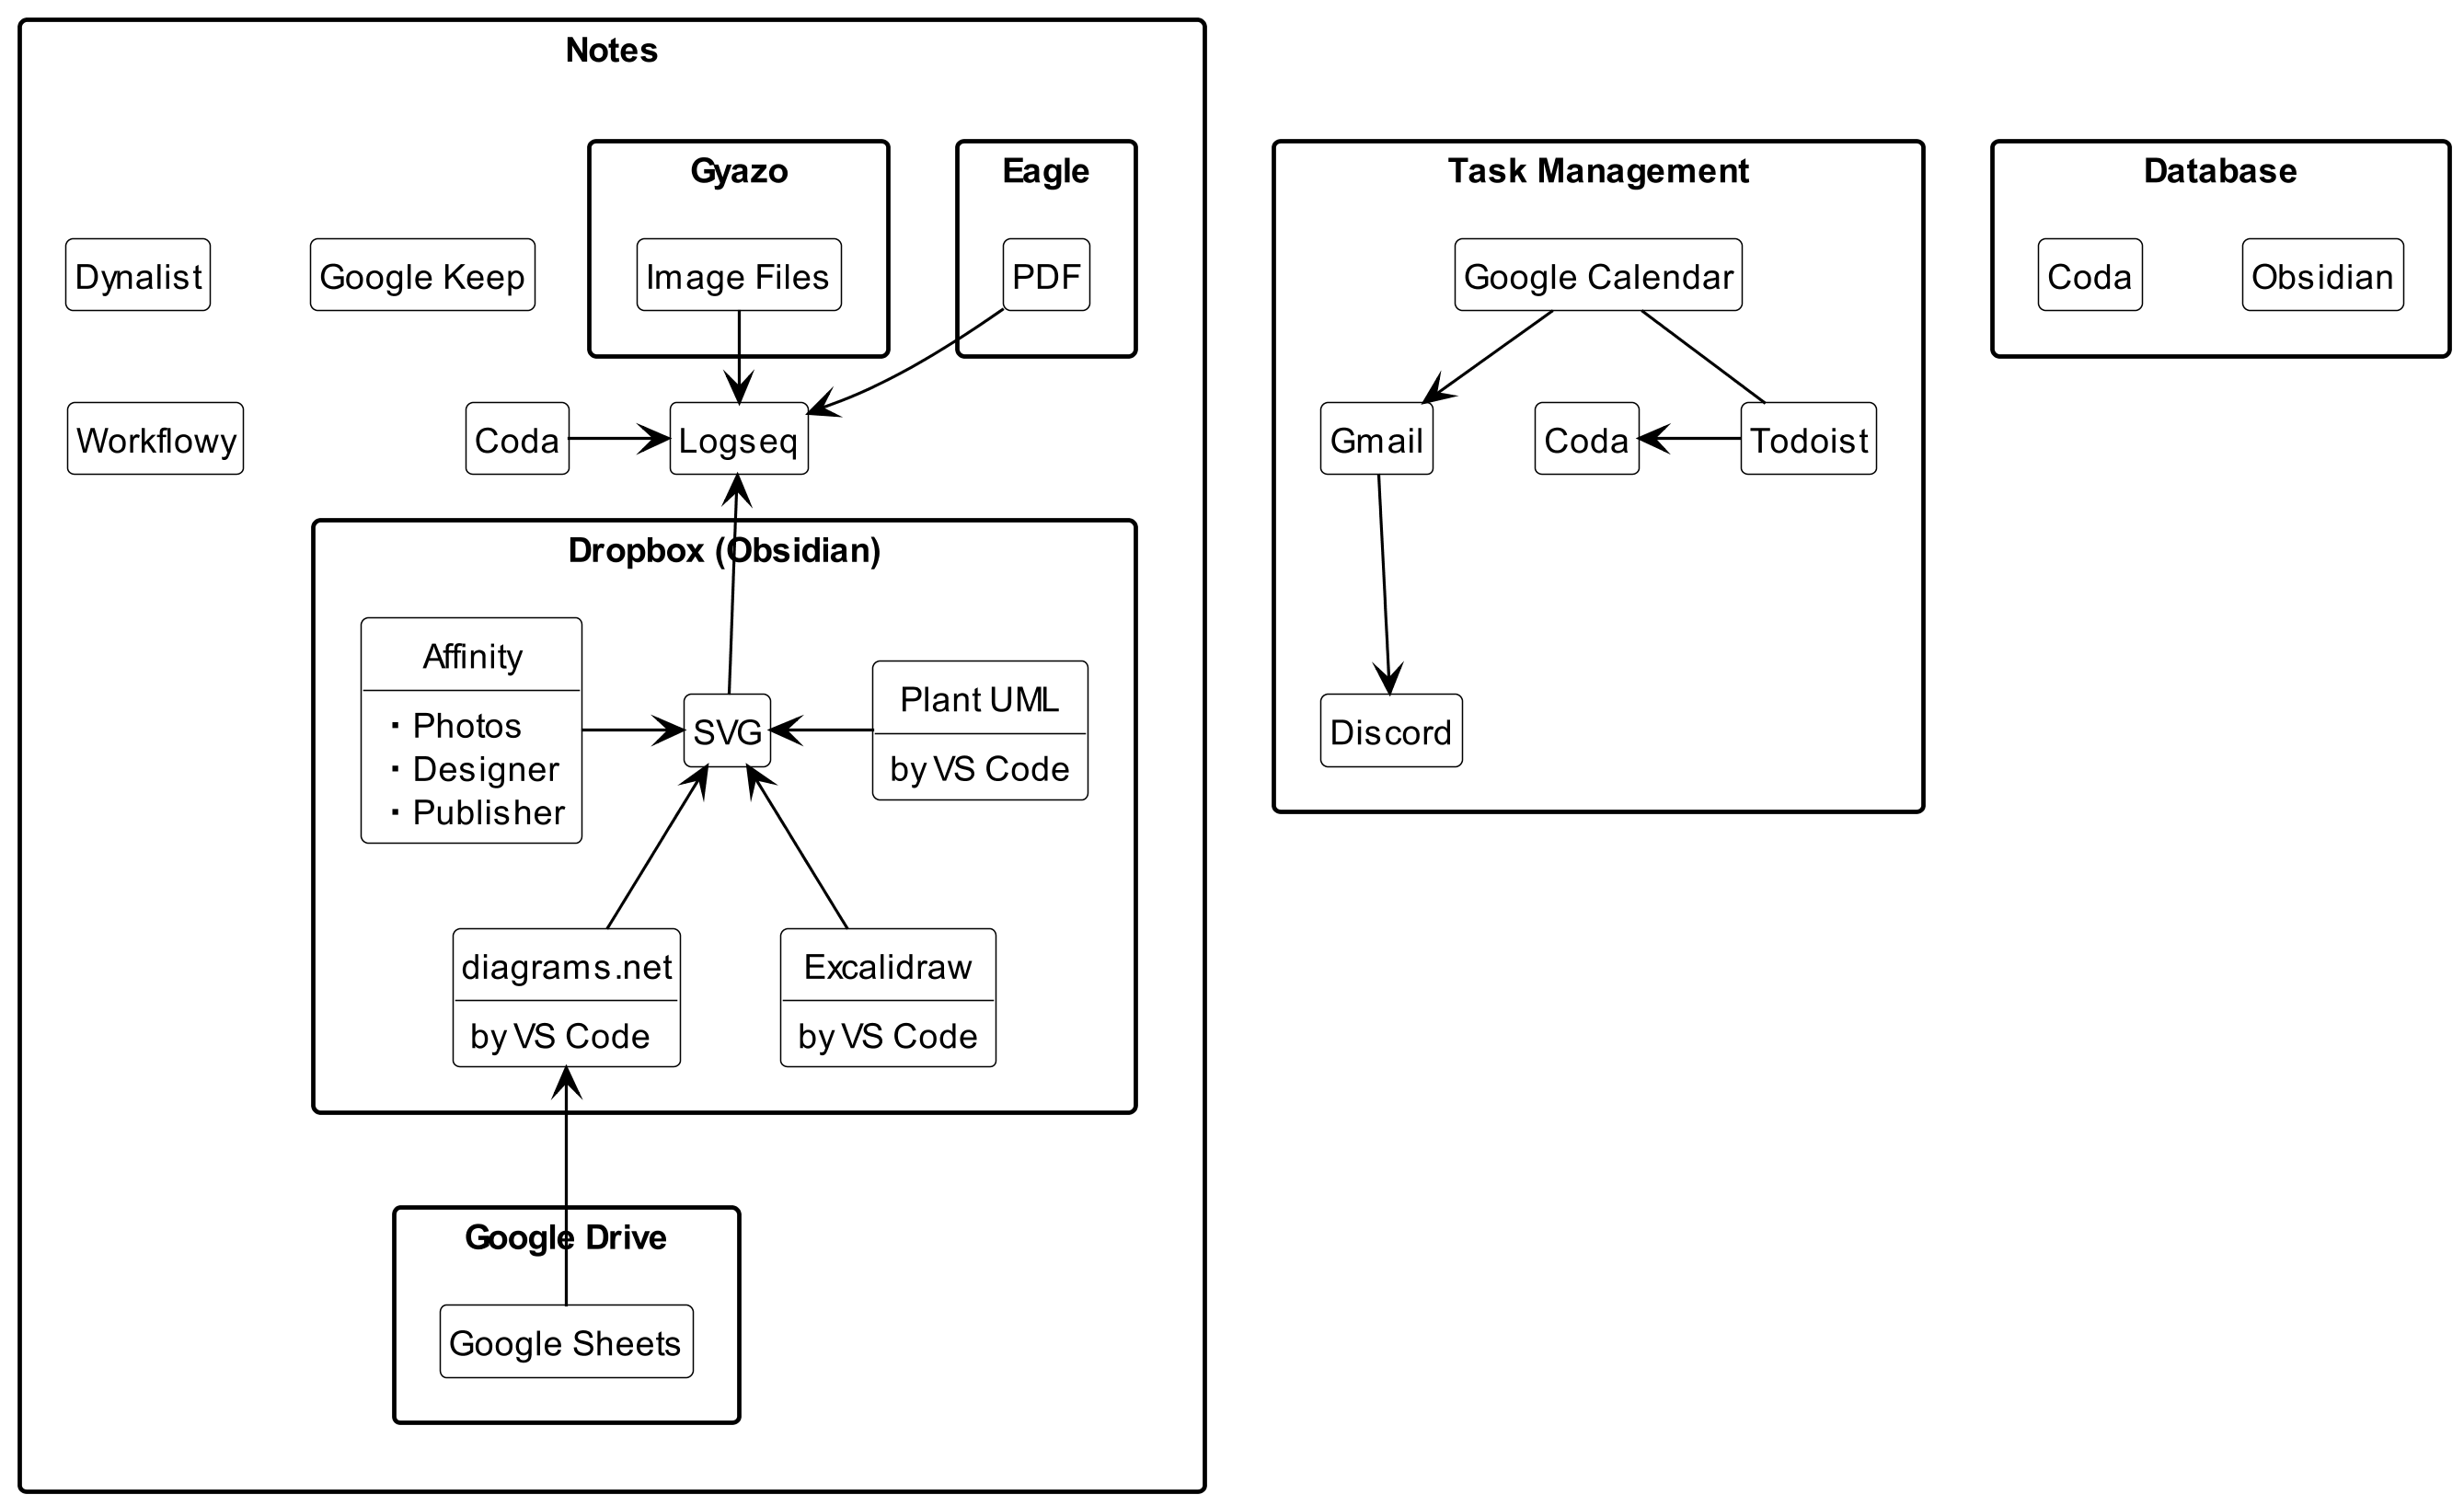 Notes
Gyazo
Eagle
Dynalist
Google Keep
Image Files
PDF
Workflowy
Coda
Logseq
Dropbox (Obsidian)
Affinity
▪ Photos
▪ Designer
▪ Publisher
SVG
Plant UML
by VS Code
diagrams.net
by VS Code
Excalidraw
by VS Code
Google Drive
Google Sheets
Task Management
Google Calendar
Gmail
Coda
Todoist
Discord
Database
Coda
Obsidian